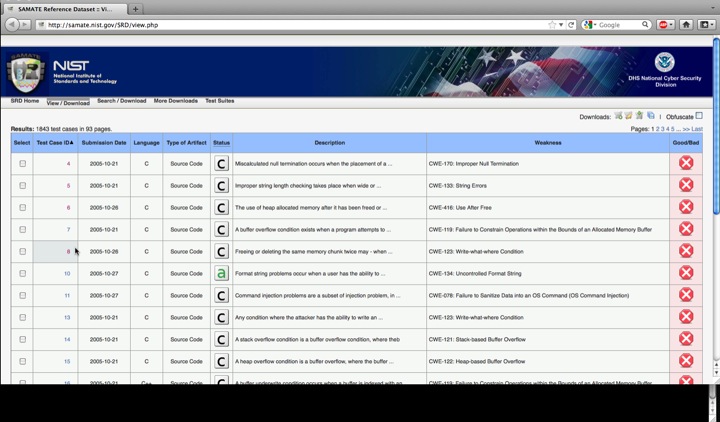 SAMATE Reference Dataset :: Vi...
http://samate.nist.gov/SRD/view.php
Google
SAMATE
NIST
National Institute of
Standards and Technology
DHS National Cyber Security
Division
SRD Home View / Download Search / Download More Downloads Test Suites
Downloads: | Obfuscate
Results: 1843 test cases in 93 pages. Pages: 1 2 3 4 5 ... >> Last
Select Test Case ID▲ Submission Date Language Type of Artifact Status Description Weakness Good/Bad
4 2005-10-21 C Source Code C Miscalculated null termination occurs when the placement of a ... CWE-170: Improper Null Termination
5 2005-10-21 C Source Code C Improper string length checking takes place when wide or ... CWE-133: String Errors
6 2005-10-26 C Source Code C The use of heap allocated memory after it has been freed or ... CWE-416: Use After Free
7 2005-10-21 C Source Code C A buffer overflow condition exists when a program attempts to ... CWE-119: Failure to Constrain Operations within the Bounds of an Allocated Memory Buffer
8 2005-10-26 C Source Code C Freeing or deleting the same memory chunk twice may - when ... CWE-123: Write-what-where Condition
10 2005-10-27 C Source Code a Format string problems occur when a user has the ability to ... CWE-134: Uncontrolled Format String
11 2005-10-27 C Source Code C Command injection problems are a subset of injection problem, in ... CWE-078: Failure to Sanitize Data into an OS Command (OS Command Injection)
13 2005-10-21 C Source Code C Any condition where the attacker has the ability to write an ... CWE-123: Write-what-where Condition
14 2005-10-21 C Source Code C A stack overflow condition is a buffer overflow condition, where theb CWE-121: Stack-based Buffer Overflow
15 2005-10-21 C Source Code C A heap overflow condition is a buffer overflow, where the buffer ... CWE-122: Heap-based Buffer Overflow
16 2005-10-21 C++ Source Code C A buffer underwrite condition occurs when a buffer is indexed with an CWE-119: Failure to Constrain Operations within the Bounds of an Allocated Memory Buffer